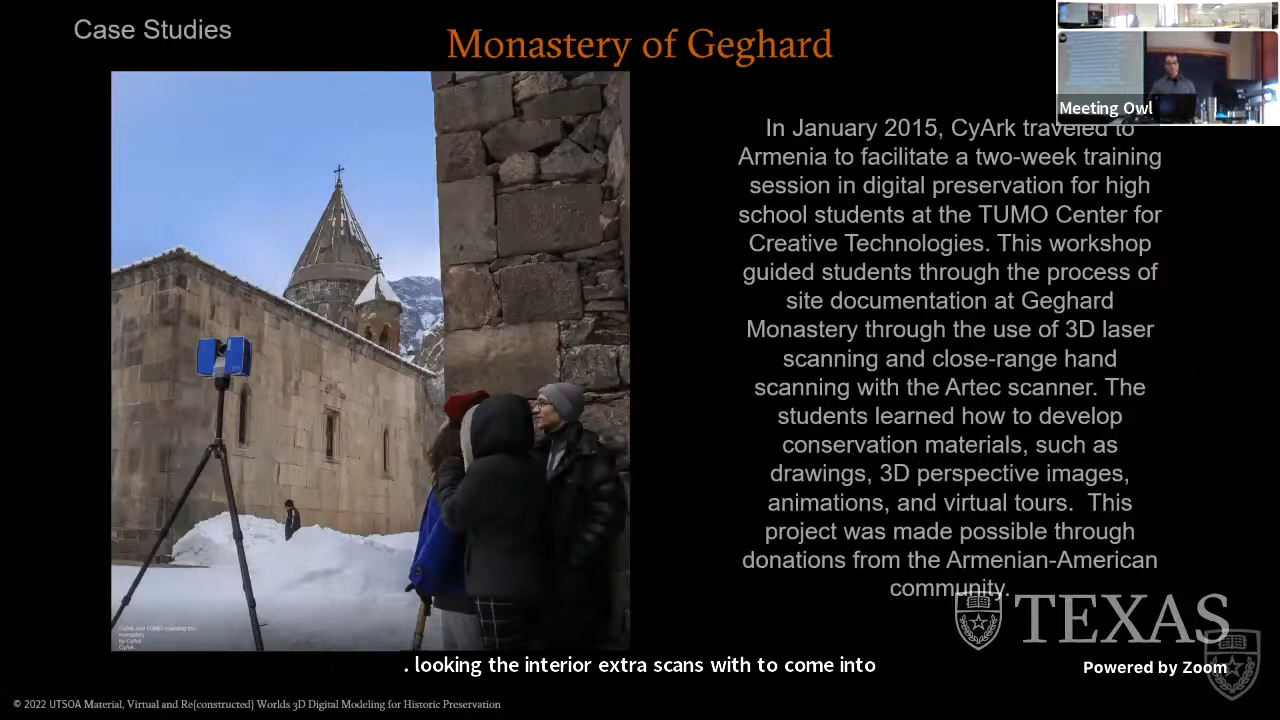 Case Studies
Monastery of Geghard
Meeting Owl
In January 2015, CyArk traveled to
Armenia to facilitate a two-week training
session in digital preservation for high
school students at the TUMO Center for
Creative Technologies. This workshop
guided students through the process of
site documentation at Geghard
Monastery through the use of 3D laser
scanning and close-range hand
scanning with the Artec scanner. The
students learned how to develop
conservation materials, such as
drawings, 3D perspective images,
animations, and virtual tours. This
project was made possible through
donations from the Armenian-American
community.
TEXAS
by CyArk
CyArk
. looking the interior extra scans with to come into
Powered by Zoom
© 2022 UTSOA Material, Virtual and Re[constructed] Worlds 3D Digital Modeling for Historic Preservation